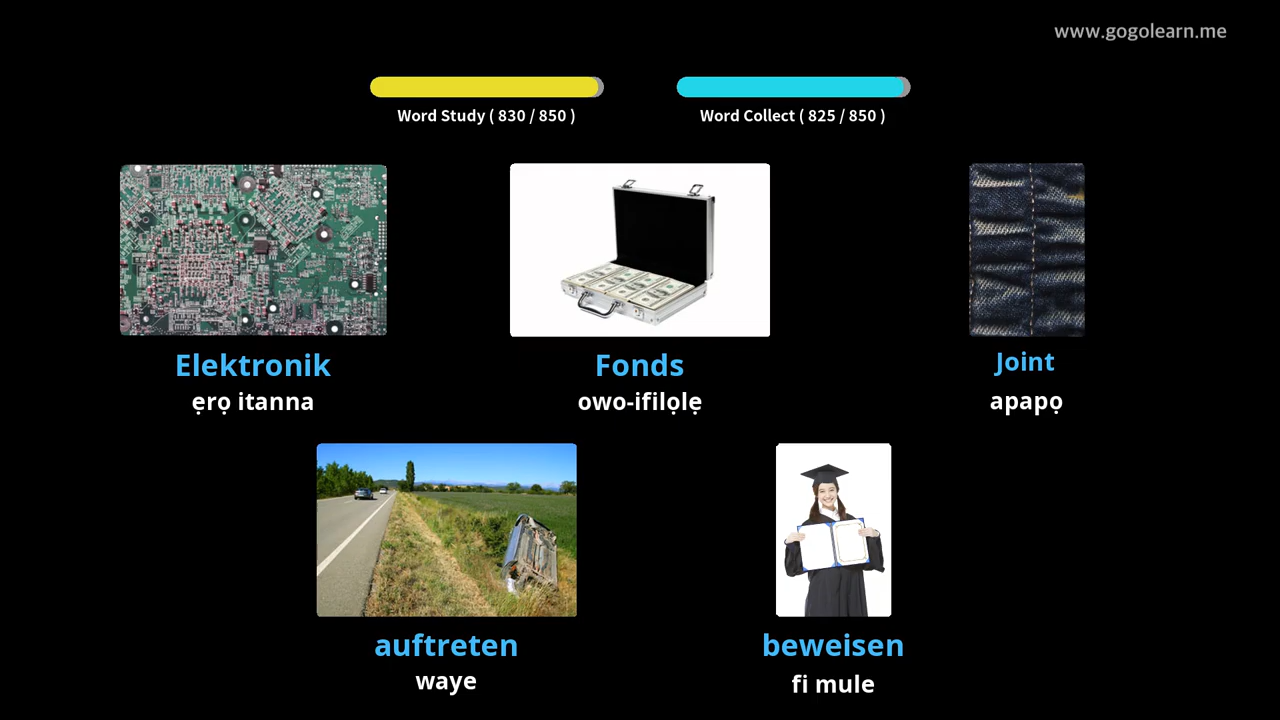 www.gogolearn.me
Word Study ( 830 / 850 )
Word Collect ( 825 / 850 )
Elektronik
ẹrọ itanna
Fonds
owo-ifilọlẹ
Joint
apapọ
auftreten
waye
beweisen
fi mule